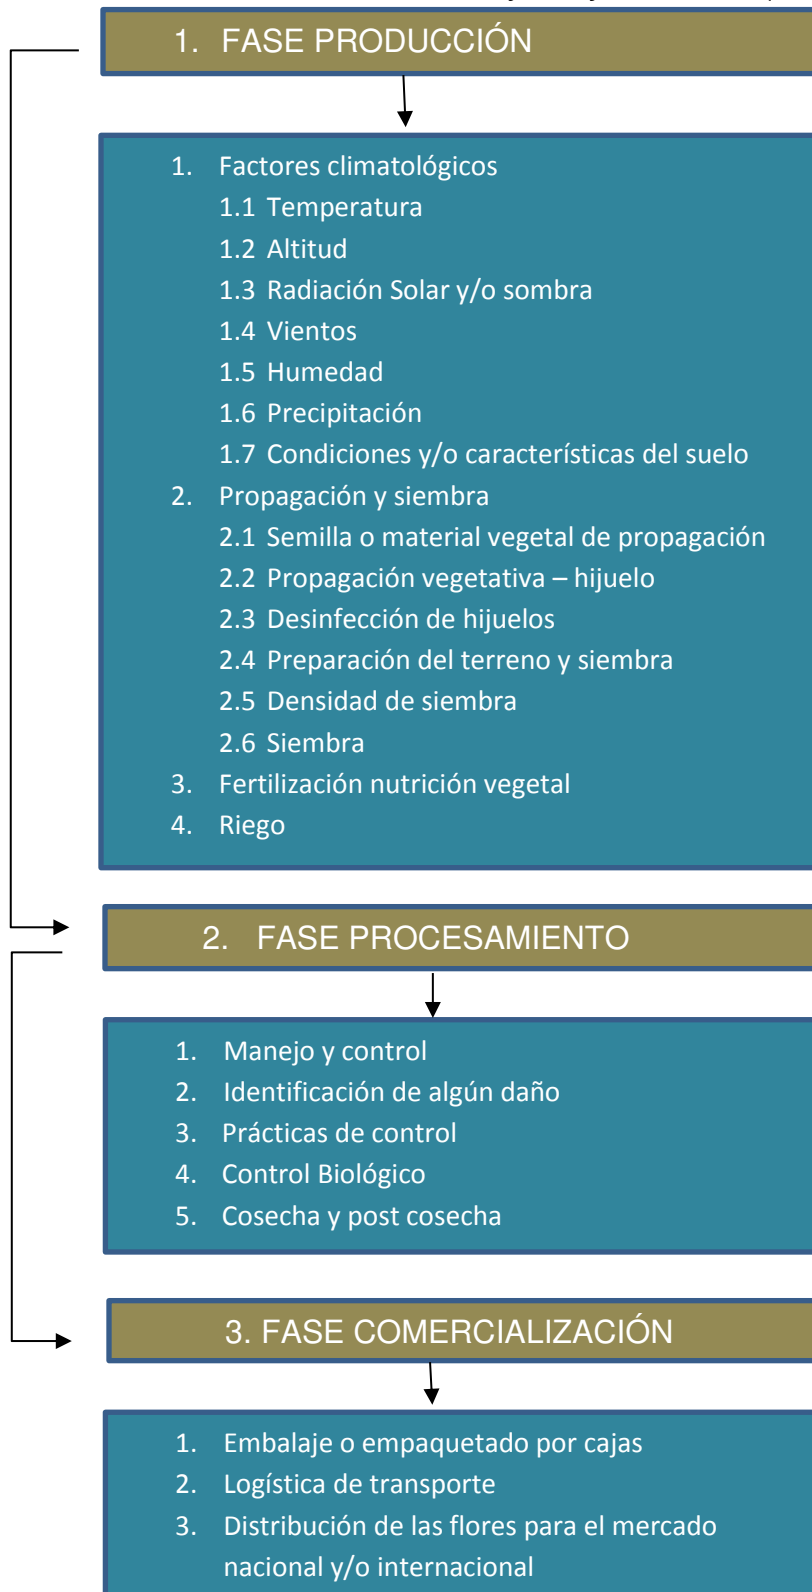 1. FASE PRODUCCIÓN
1. Factores climatológicos
1.1 Temperatura
1.2 Altitud
1.3 Radiación Solar y/o sombra
1.4 Vientos
1.5 Humedad
1.6 Precipitación
1.7 Condiciones y/o características del suelo
2. Propagación y siembra
2.1 Semilla o material vegetal de propagación
2.2 Propagación vegetativa – hijuelo
2.3 Desinfección de hijuelos
2.4 Preparación del terreno y siembra
2.5 Densidad de siembra
2.6 Siembra
3. Fertilización nutrición vegetal
4. Riego
2. FASE PROCESAMIENTO
1. Manejo y control
2. Identificación de algún daño
3. Prácticas de control
4. Control Biológico
5. Cosecha y post cosecha
3. FASE COMERCIALIZACIÓN
1. Embalaje o empaquetado por cajas
2. Logística de transporte
3. Distribución de las flores para el mercado
nacional y/o internacional